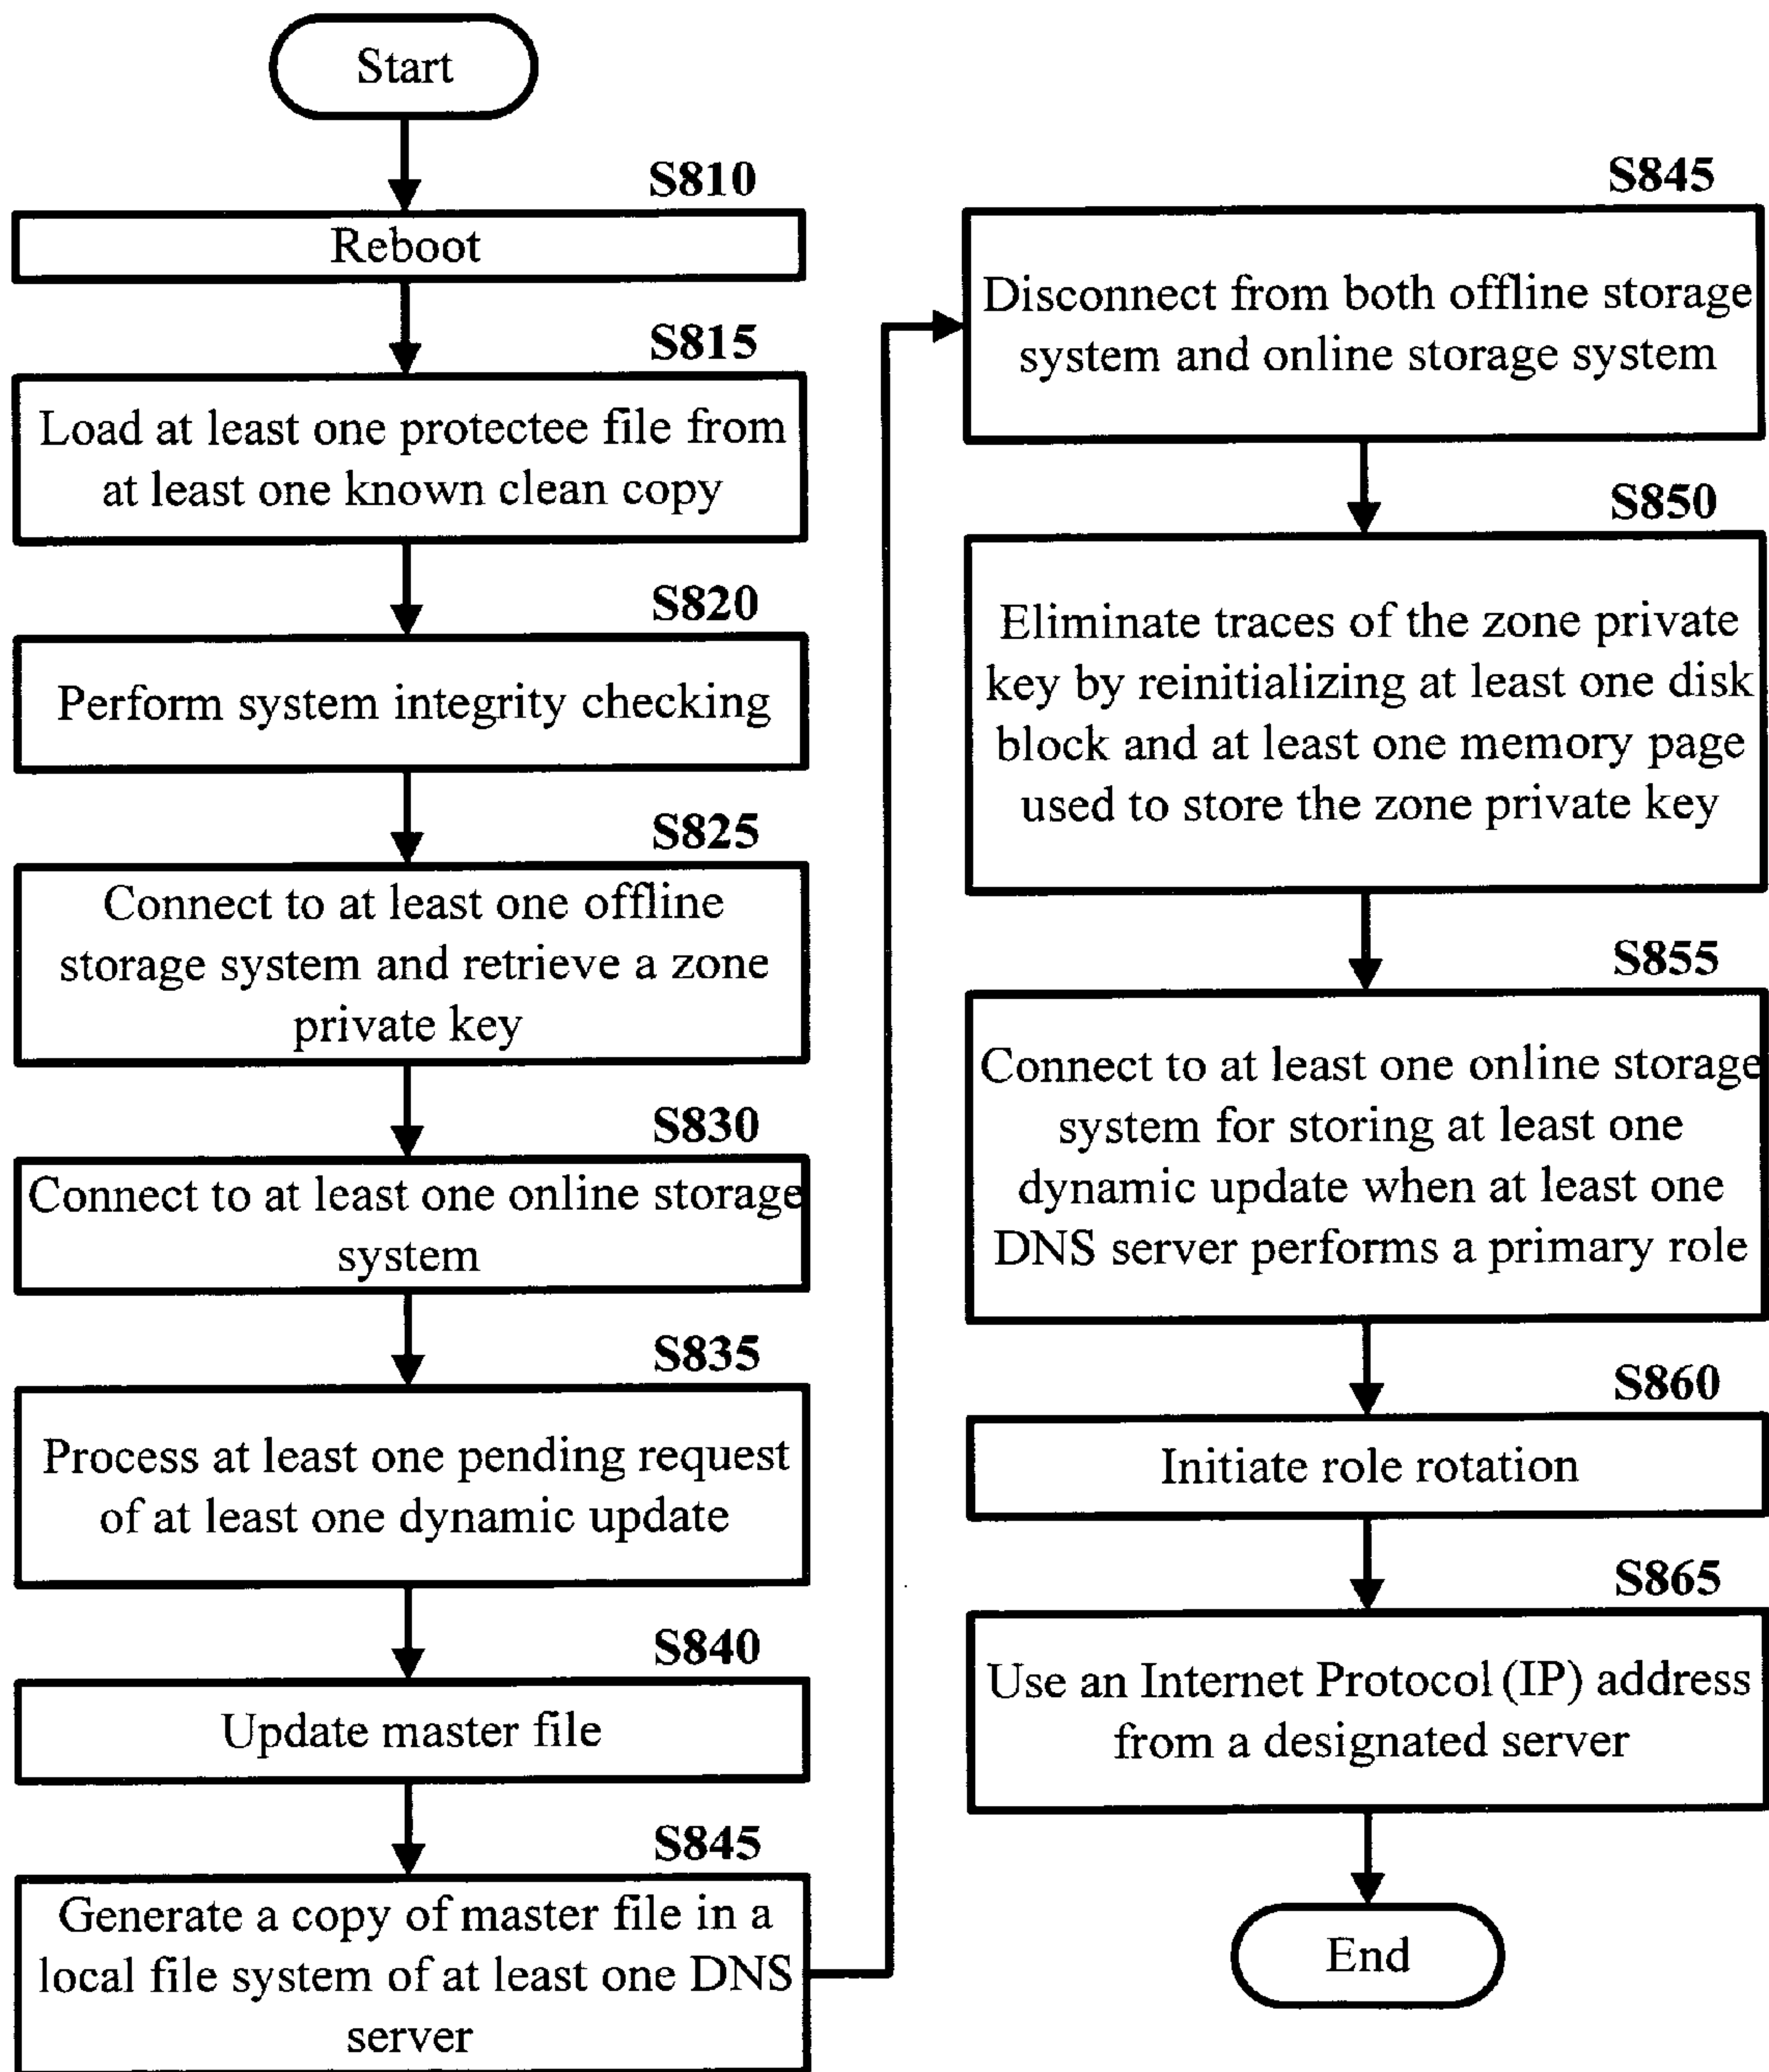 Start
S810
Reboot
S815
Load at least one protectee file from
at least one known clean copy
S820
Perform system integrity checking
S825
Connect to at least one offline
storage system and retrieve a zone
private key
S830
Connect to at least one online storage
system
S835
Process at least one pending request
of at least one dynamic update
S840
Update master file
S845
Generate a copy of master file in a
local file system of at least one DNS
server
S845
Disconnect from both offline storage
system and online storage system
S850
Eliminate traces of the zone private
key by reinitializing at least one disk
block and at least one memory page
used to store the zone private key
S855
Connect to at least one online storage
system for storing at least one
dynamic update when at least one
DNS server performs a primary role
S860
Initiate role rotation
S865
Use an Internet Protocol (IP) address
from a designated server
End